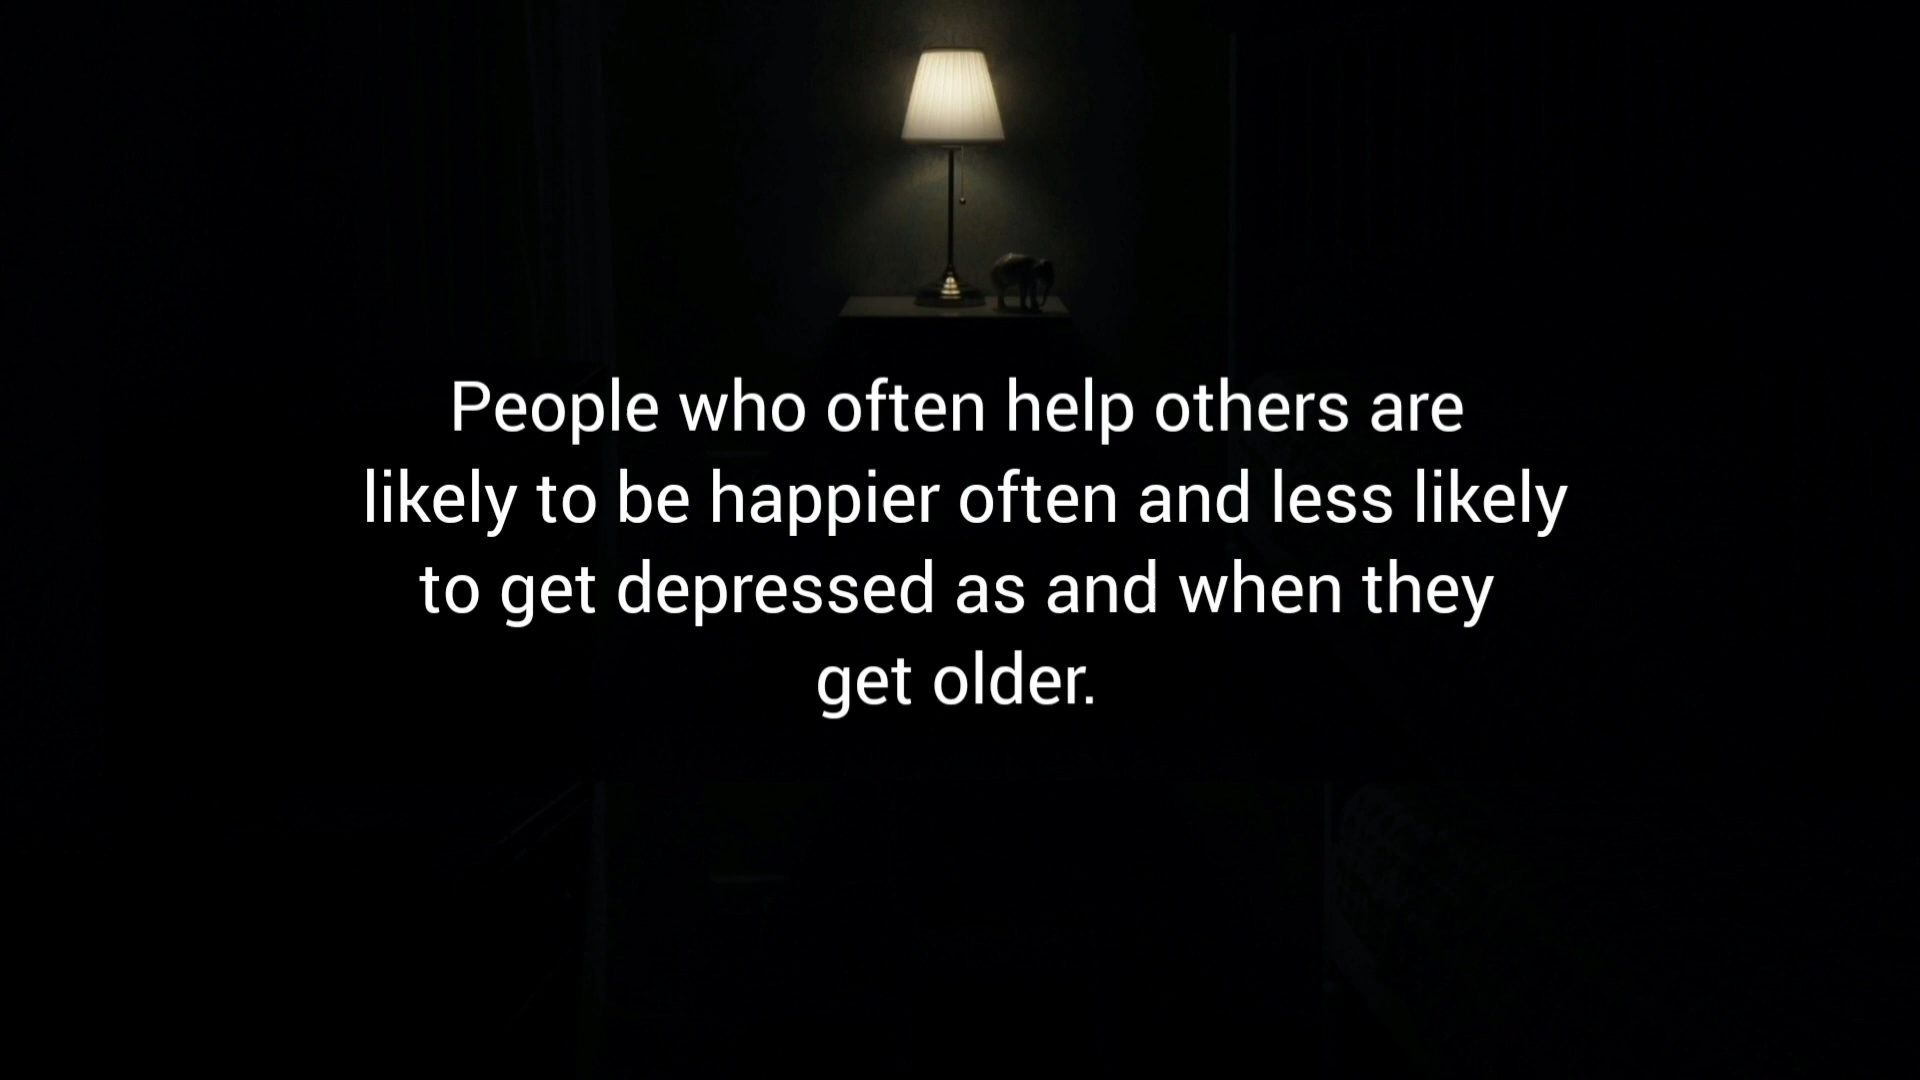 People who often help others are
likely to be happier often and less likely
to get depressed as and when they
get older.